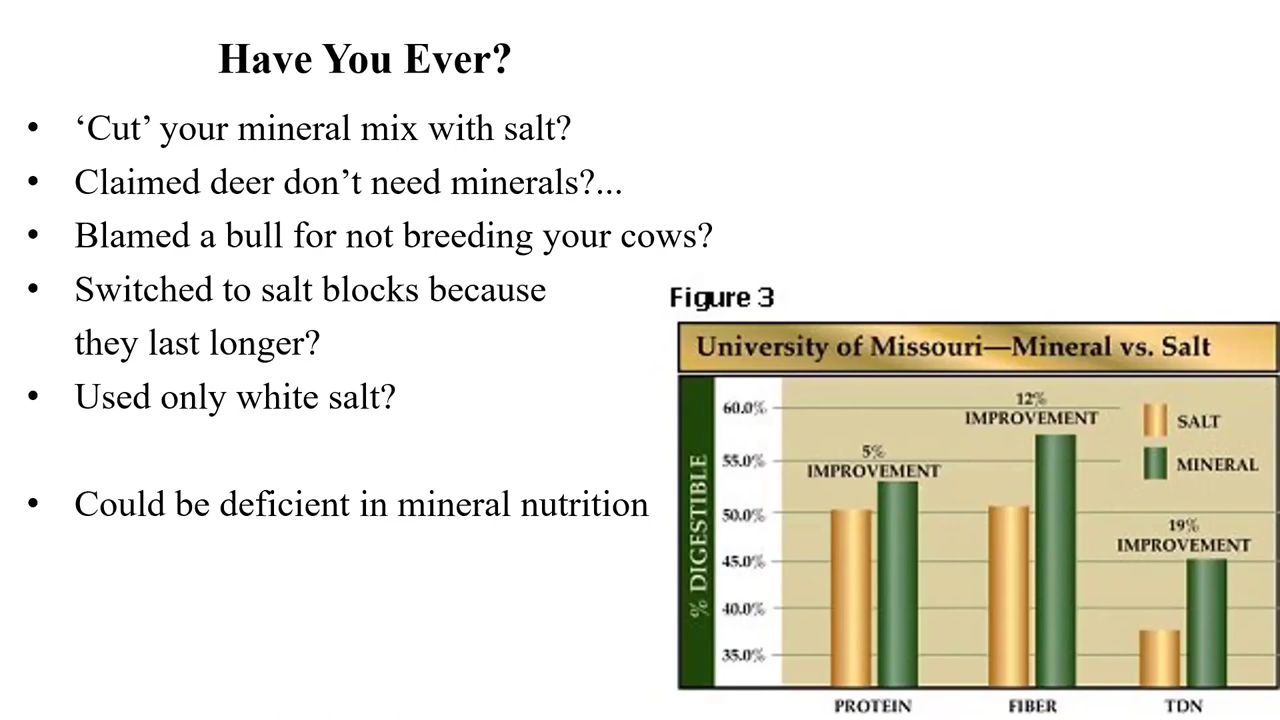 Have You Ever?
• ‘Cut’ your mineral mix with salt?
• Claimed deer don’t need minerals?...
• Blamed a bull for not breeding your cows?
• Switched to salt blocks because
they last longer?
• Used only white salt?
• Could be deficient in mineral nutrition
Figure 3
University of Missouri—Mineral vs. Salt
% DIGESTIBLE
60.0%
55.0%
50.0%
45.0%
40.0%
35.0%
5%
IMPROVEMENT
12%
IMPROVEMENT
19%
IMPROVEMENT
SALT
MINERAL
PROTEIN
FIBER
TDN